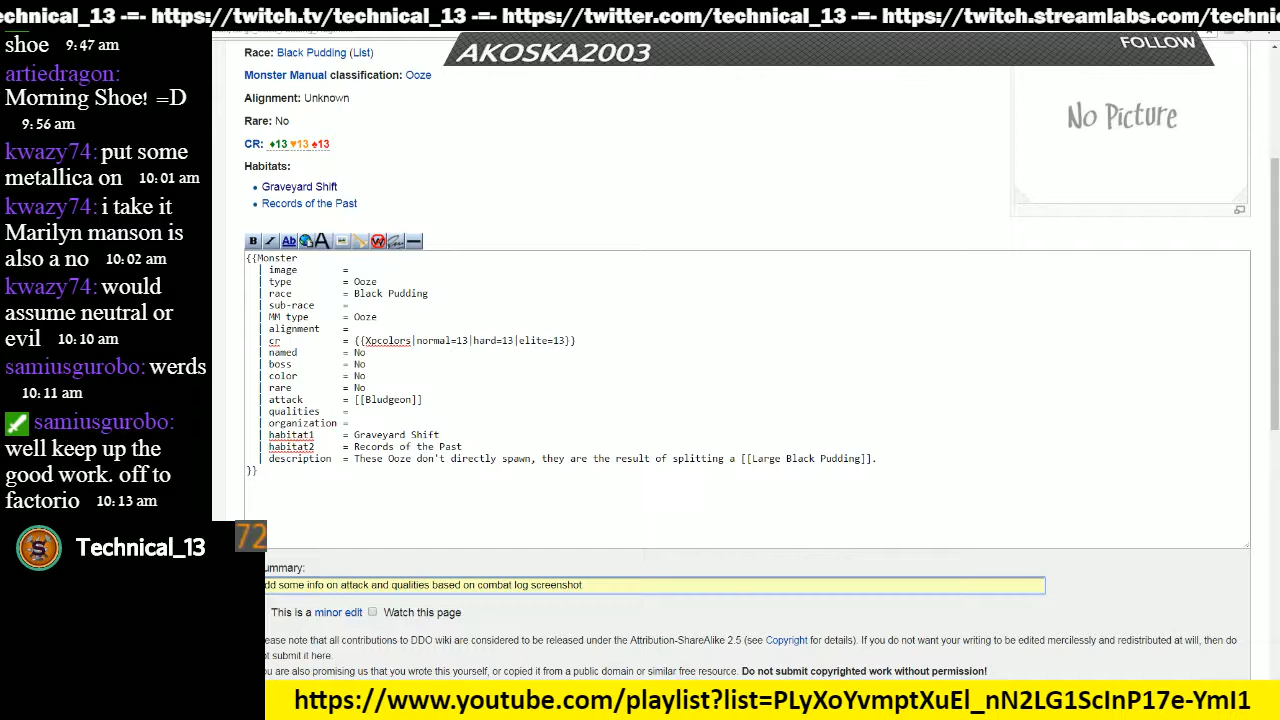 echnical_13 -=- https://twitch.tv/technical_13 -=- https://twitter.com/technical_13 -=- https://twitch.streamlabs.com/techni
shoe 9:47 am
artiedragon:
Morning Shoe! =D
9:56 am
kwazy74: put some
metallica on 10:01 am
kwazy74: i take it
Marilyn manson is
also a no 10:02 am
kwazy74: would
assume neutral or
evil 10:10 am
samiusgurobo: werds
10:11 am
samiusgurobo:
well keep up the
good work. off to
factorio 10:13 am
Technical_13
72
AKOSKA2003
FOLLOW
Race: Black Pudding (List)
Monster Manual classification: Ooze
Alignment: Unknown
Rare: No
CR: ♦13 ♥13 ♠13
Habitats:
• Graveyard Shift
• Records of the Past
No Picture
B I Ab A W
{{Monster
| image =
| type = Ooze
| race = Black Pudding
| sub-race =
| MM type = Ooze
| alignment =
| cr = {{Xpcolors|normal=13|hard=13|elite=13}}
| named = No
| boss = No
| color = No
| rare = No
| attack = [[Bludgeon]]
| qualities =
| organization =
| habitat1 = Graveyard Shift
| habitat2 = Records of the Past
| description = These Ooze don't directly spawn, they are the result of splitting a [[Large Black Pudding]].
}}
ummary:
dd some info on attack and qualities based on combat log screenshot
This is a minor edit Watch this page
ease note that all contributions to DDO wiki are considered to be released under the Attribution-ShareAlike 2.5 (see Copyright for details). If you do not want your writing to be edited mercilessly and redistributed at will, then do
t submit it here.
u are also promising us that you wrote this yourself, or copied it from a public domain or similar free resource. Do not submit copyrighted work without permission!
https://www.youtube.com/playlist?list=PLyXoYvmptXuEl_nN2LG1ScInP17e-YmI1